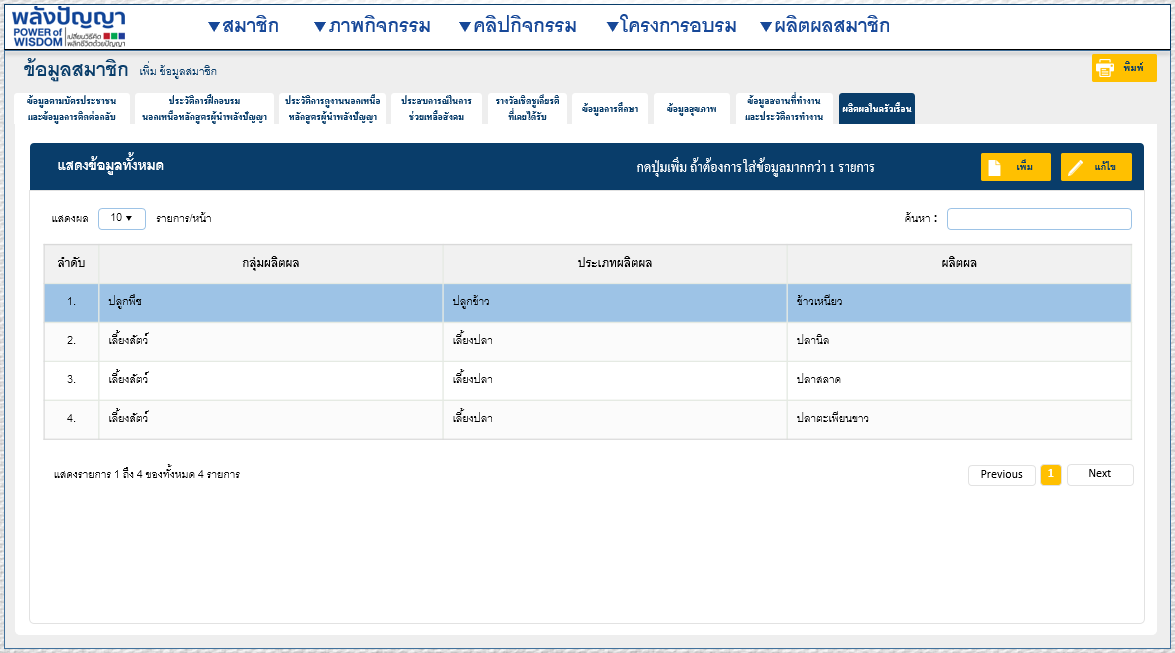 พลังปัญญา
POWER of WISDOM
เปลี่ยนวิธีคิด
พลิกชีวิตด้วยปัญญา
▼สมาชิก ▼ภาพกิจกรรม ▼คลิปกิจกรรม ▼โครงการอบรม ▼ผลิตผลสมาชิก
ข้อมูลสมาชิก เพิ่ม ข้อมูลสมาชิก พิมพ์
ข้อมูลตามบัตรประชาชน
และข้อมูลการติดต่อกลับ
ประวัติการฝึกอบรม
นอกเหนือหลักสูตรผู้นำพลังปัญญา
ประวัติการดูงานนอกเหนือ
หลักสูตรผู้นำพลังปัญญา
ประสบการณ์ในการ
ช่วยเหลือสังคม
รางวัลเชิดชูเกียรติ
ที่เคยได้รับ
ข้อมูลการศึกษา
ข้อมูลสุขภาพ
ข้อมูลสถานที่ทำงาน
และประวัติการทำงาน
ผลิตผลในครัวเรือน
แสดงข้อมูลทั้งหมด กดปุ่มเพิ่ม ถ้าต้องการใส่ข้อมูลมากกว่า 1 รายการ เพิ่ม แก้ไข
แสดงผล 10 ▼ รายการ/หน้า ค้นหา :
ลำดับ กลุ่มผลิตผล ประเภทผลิตผล ผลิตผล
1. ปลูกพืช ปลูกข้าว ข้าวเหนียว
2. เลี้ยงสัตว์ เลี้ยงปลา ปลานิล
3. เลี้ยงสัตว์ เลี้ยงปลา ปลาสลาด
4. เลี้ยงสัตว์ เลี้ยงปลา ปลาตะเพียนขาว
แสดงรายการ 1 ถึง 4 ของทั้งหมด 4 รายการ Previous 1 Next